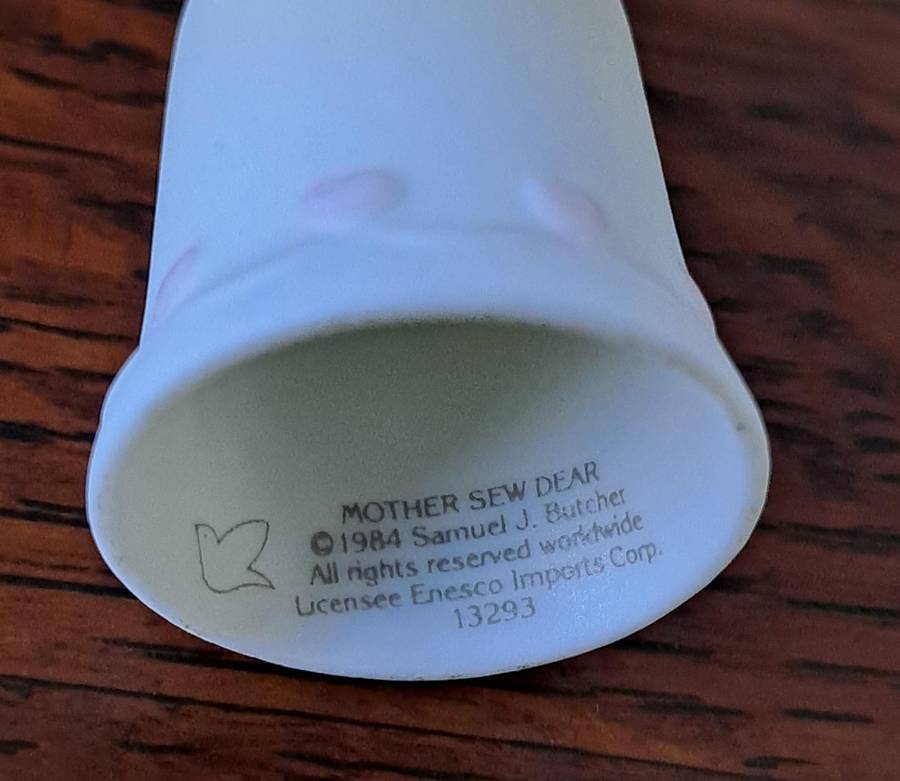 MOTHER SEW DEAR
©1984 Samuel J. Butcher
All rights reserved worldwide
Licensee Enesco Imports Corp.
13293